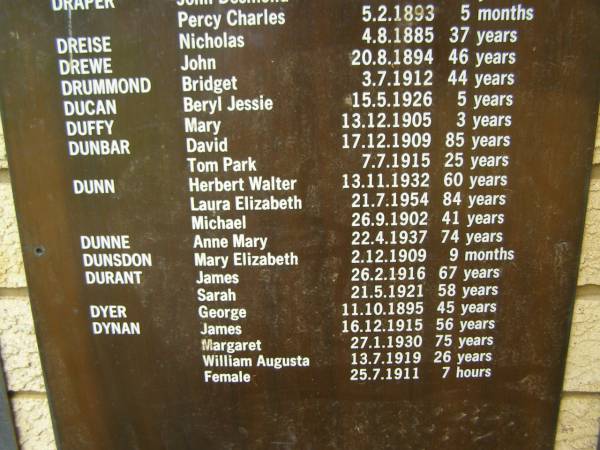 DRAPER John Desmond
Percy Charles 5.2.1893 5 months
DREISE Nicholas 4.8.1885 37 years
DREWE John 20.8.1894 46 years
DRUMMOND Bridget 3.7.1912 44 years
DUCAN Beryl Jessie 15.5.1926 5 years
DUFFY Mary 13.12.1905 3 years
DUNBAR David 17.12.1909 85 years
Tom Park 7.7.1915 25 years
DUNN Herbert Walter 13.11.1932 60 years
Laura Elizabeth 21.7.1954 84 years
Michael 26.9.1902 41 years
DUNNE Anne Mary 22.4.1937 74 years
DUNSDON Mary Elizabeth 2.12.1909 9 months
DURANT James 26.2.1916 67 years
Sarah 21.5.1921 58 years
DYER George 11.10.1895 45 years
DYNAN James 16.12.1915 56 years
Margaret 27.1.1930 75 years
William Augusta 13.7.1919 26 years
Female 25.7.1911 7 hours